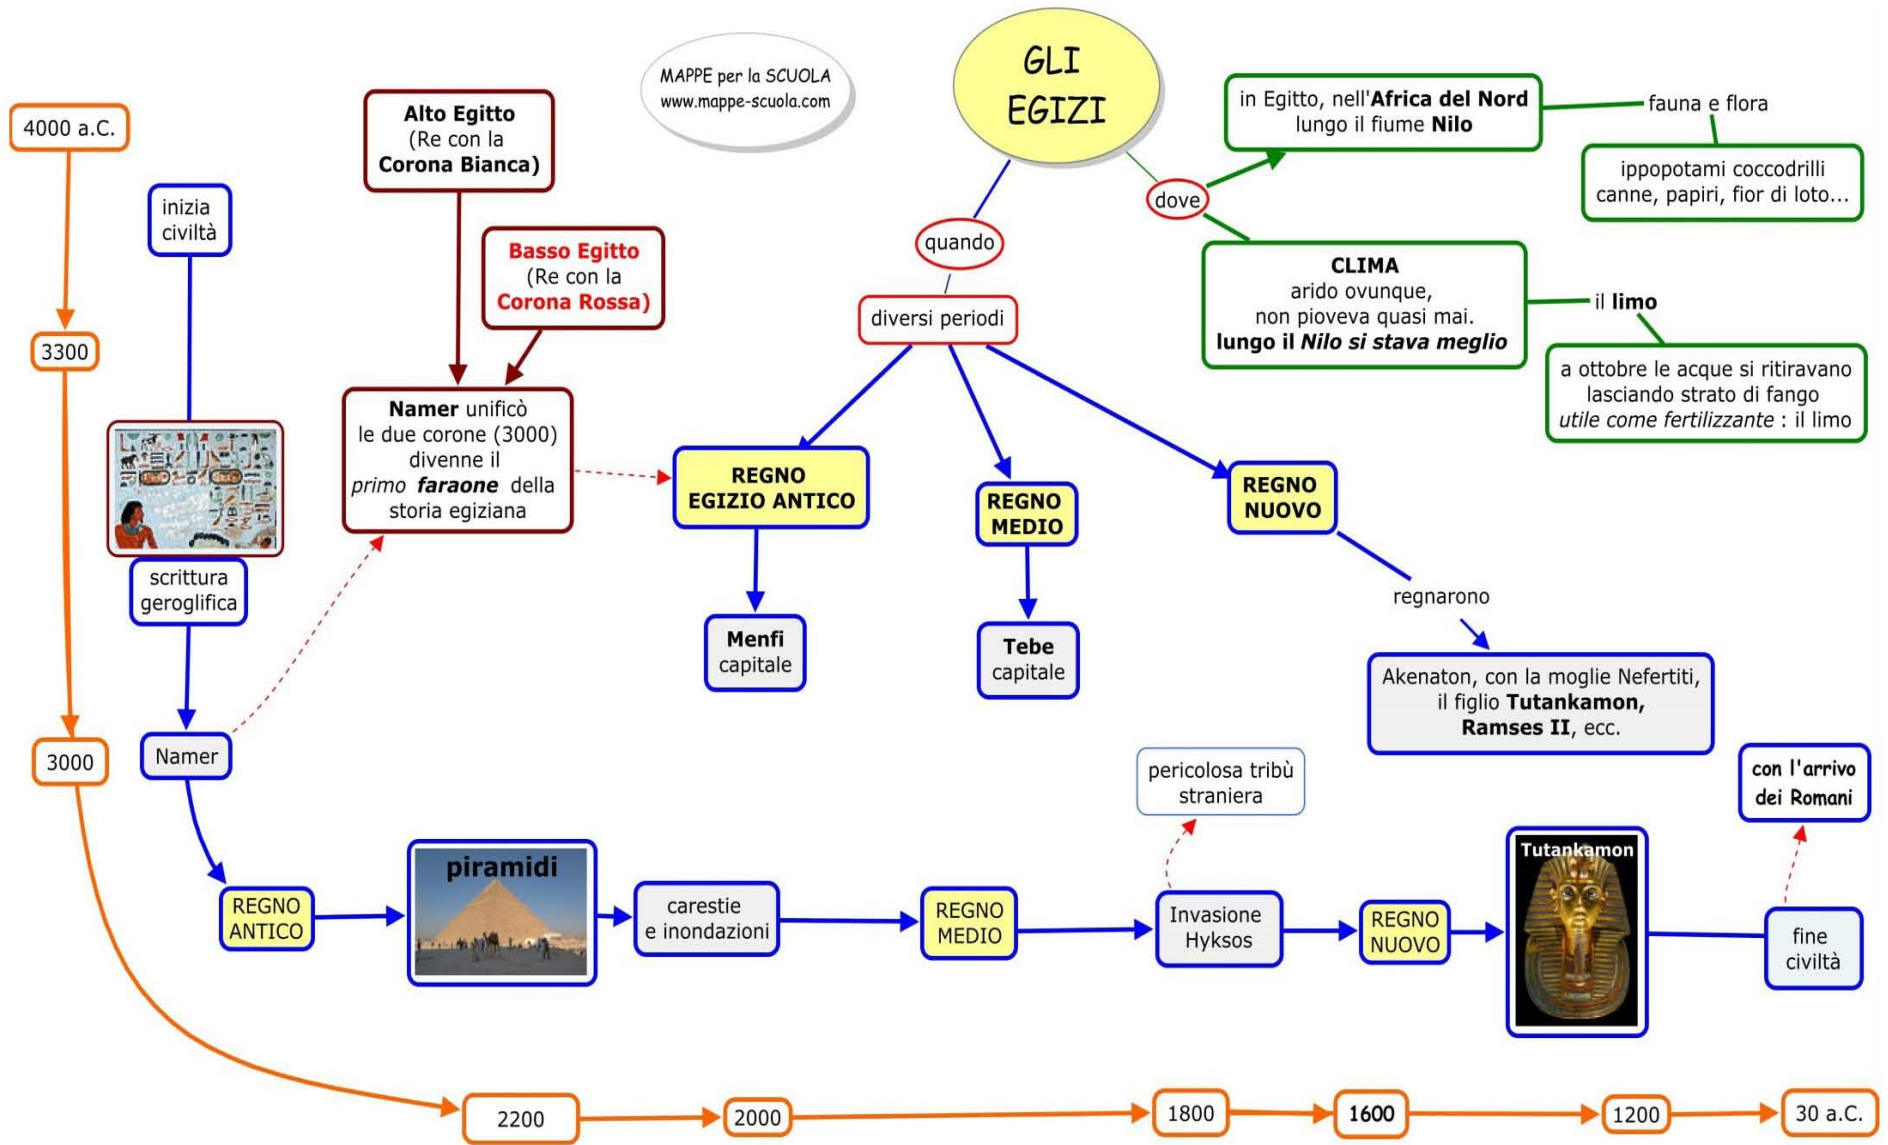 GLI
EGIZI
MAPPE per la SCUOLA
www.mappe-scuola.com
4000 a.C.
3300
3000
2200
2000
1800
1600
1200
30 a.C.
inizia
civiltà
scrittura
geroglifica
Namer
Alto Egitto
(Re con la
Corona Bianca)
Basso Egitto
(Re con la
Corona Rossa)
Namer unificò
le due corone (3000)
divenne il
primo faraone della
storia egiziana
quando
diversi periodi
REGNO
EGIZIO ANTICO
Menfi
capitale
REGNO
MEDIO
Tebe
capitale
REGNO
NUOVO
regnarono
Akenaton, con la moglie Nefertiti,
il figlio Tutankamon,
Ramses II, ecc.
dove
in Egitto, nell'Africa del Nord
lungo il fiume Nilo
fauna e flora
ippopotami coccodrilli
canne, papiri, fior di loto...
CLIMA
arido ovunque,
non pioveva quasi mai.
lungo il Nilo si stava meglio
il limo
a ottobre le acque si ritiravano
lasciando strato di fango
utile come fertilizzante : il limo
REGNO
ANTICO
piramidi
carestie
e inondazioni
REGNO
MEDIO
Invasione
Hyksos
pericolosa tribù
straniera
REGNO
NUOVO
Tutankamon
fine
civiltà
con l'arrivo
dei Romani